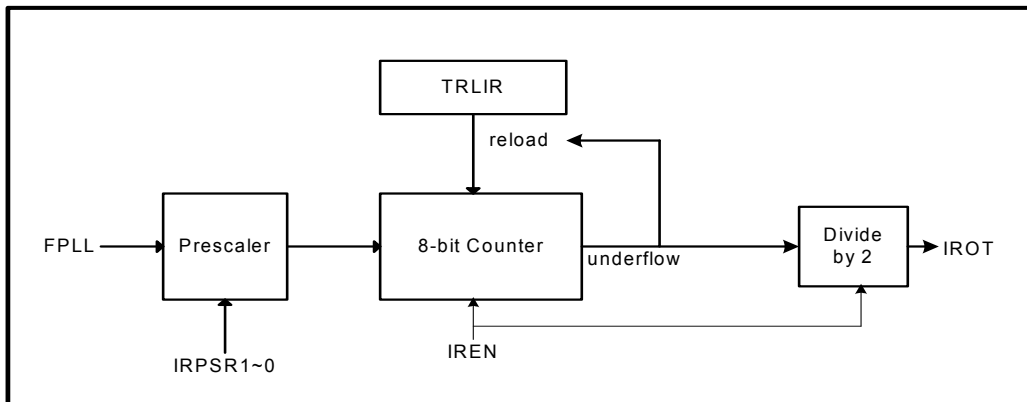 TRLIR
reload
FPLL
Prescaler
8-bit Counter
underflow
Divide
by 2
IROT
IREN
IRPSR1~0